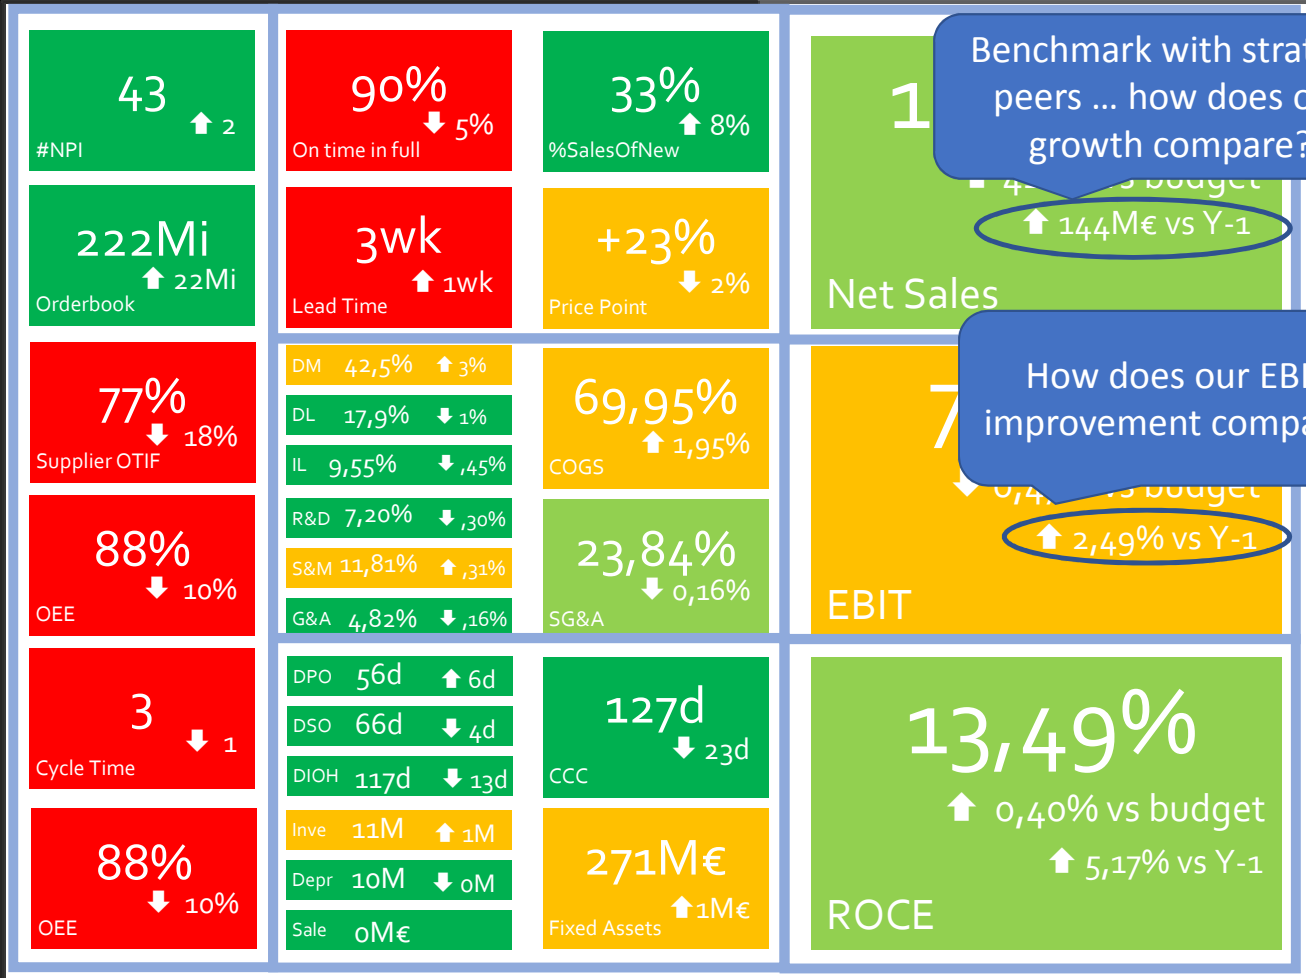 43
2
#NPI
222Mi
22Mi
Orderbook
77%
18%
Supplier OTIF
88%
10%
OEE
3
1
Cycle Time
88%
10%
OEE
90%
5%
On time in full
33%
8%
%SalesOfNew
3wk
1wk
Lead Time
+23%
2%
Price Point
DM 42,5% 3%
DL 17,9% 1%
IL 9,55% ,45%
R&D 7,20% ,30%
S&M 11,81% ,31%
G&A 4,82% ,16%
69,95%
1,95%
COGS
23,84%
0,16%
SG&A
DPO 56d 6d
DSO 66d 4d
DIOH 117d 13d
Inve 11M 1M
Depr 10M 0M
Sale 0M€
127d
23d
CCC
271M€
1M€
Fixed Assets
1
Benchmark with
peers ... how does
growth compare?
budget
144M€ vs Y-1
Net Sales
7
How does our
improvement
vs budget
2,49% vs Y-1
EBIT
13,49%
0,40% vs budget
5,17% vs Y-1
ROCE